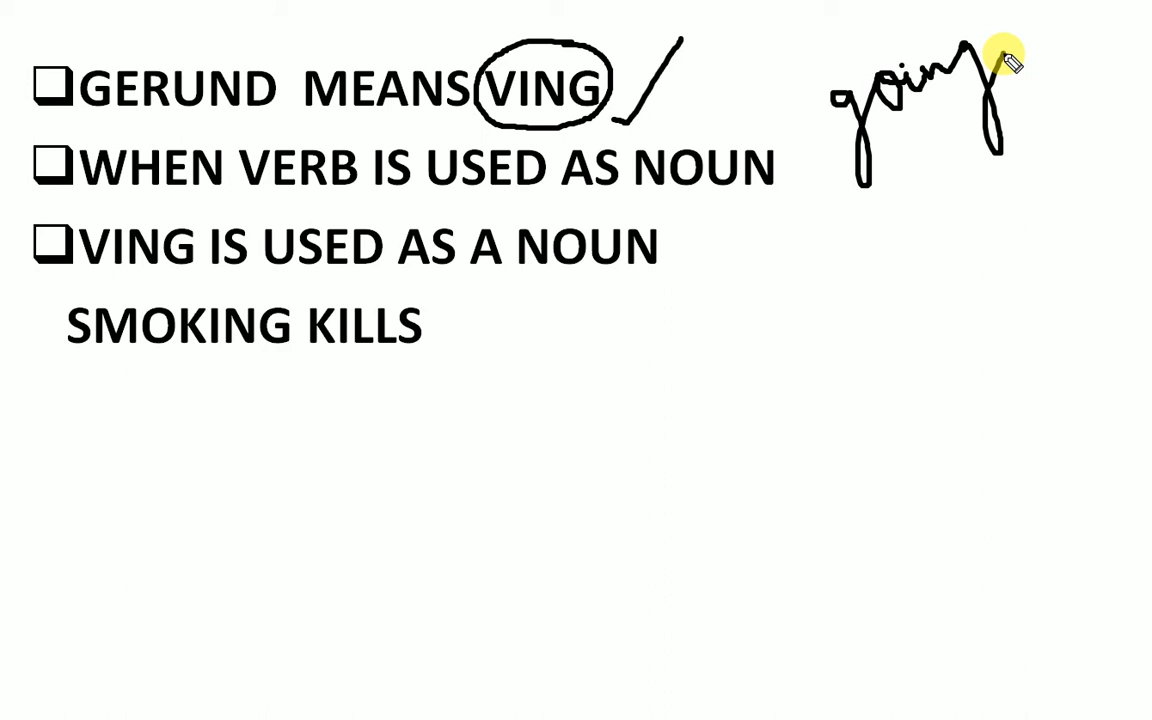 GERUND MEANS VING
going
WHEN VERB IS USED AS NOUN
VING IS USED AS A NOUN
SMOKING KILLS